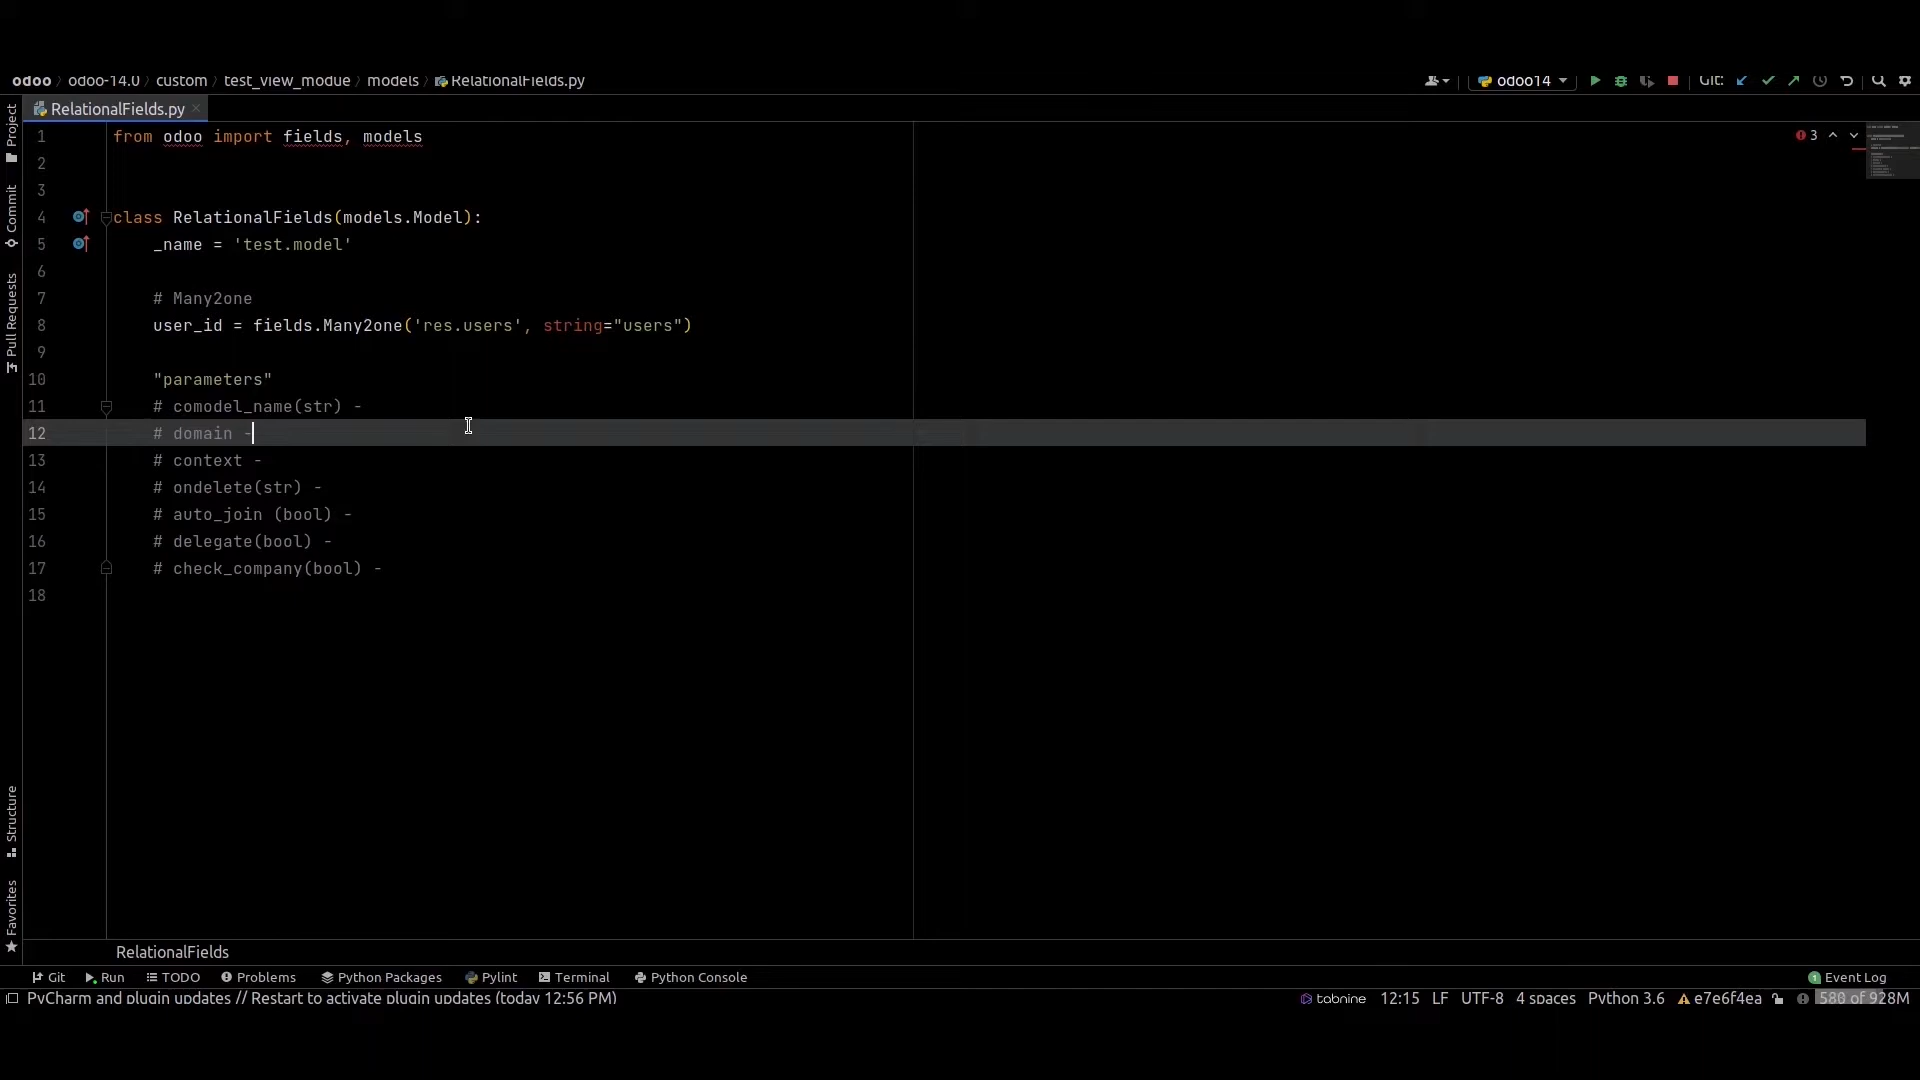 odoo odoo-14.0 custom test_view_modue models RelationalFields.py odoo14 Git:
RelationalFields.py
Project
Commit
Pull Requests
Structure
Favorites
3
1 from odoo import fields, models
2
3
4 class RelationalFields(models.Model):
5 _name = 'test.model'
6
7 # Many2one
8 user_id = fields.Many2one('res.users', string="users")
9
10 "parameters"
11 # comodel_name(str) -
12 # domain -
13 # context -
14 # ondelete(str) -
15 # auto_join (bool) -
16 # delegate(bool) -
17 # check_company(bool) -
18
RelationalFields
Git Run TODO Problems Python Packages Pylint Terminal Python Console 1 Event Log
PyCharm and plugin updates // Restart to activate plugin updates (today 12:56 PM) tabnine 12:15 LF UTF-8 4 spaces Python 3.6 e7e6f4ea 580 of 928M